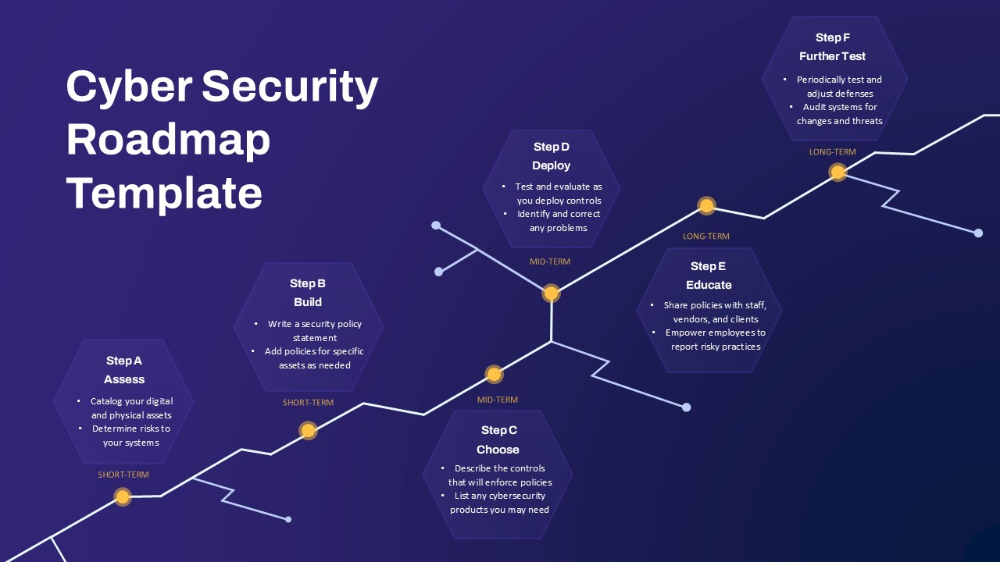 Cyber Security
Roadmap
Template
Step A
Assess
• Catalog your digital
and physical assets
• Determine risks to
your systems
SHORT-TERM
Step B
Build
• Write a security policy
statement
• Add policies for specific
assets as needed
SHORT-TERM
MID-TERM
Step C
Choose
• Describe the controls
that will enforce policies
• List any cybersecurity
products you may need
Step D
Deploy
• Test and evaluate as
you deploy controls
• Identify and correct
any problems
MID-TERM
LONG-TERM
Step E
Educate
• Share policies with staff,
vendors, and clients
• Empower employees to
report risky practices
Step F
Further Test
• Periodically test and
adjust defenses
• Audit systems for
changes and threats
LONG-TERM